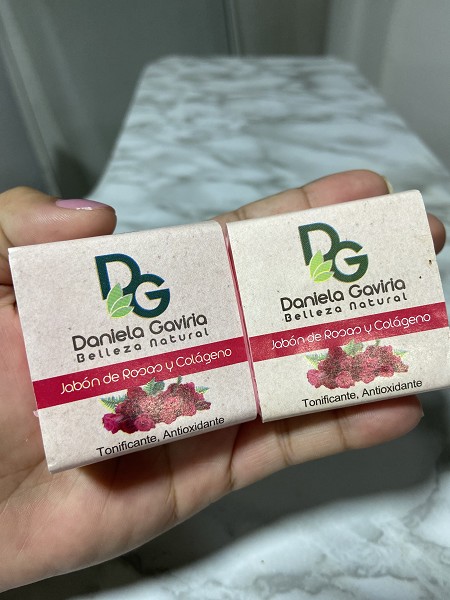 DG
Daniela Gaviria
Belleza Natural
Jabón de Rosas y Colágeno
Tonificante, Antioxidante
DG
Daniela Gaviria
Belleza Natural
Jabón de Rosas y Colágeno
Tonificante, Antioxidante